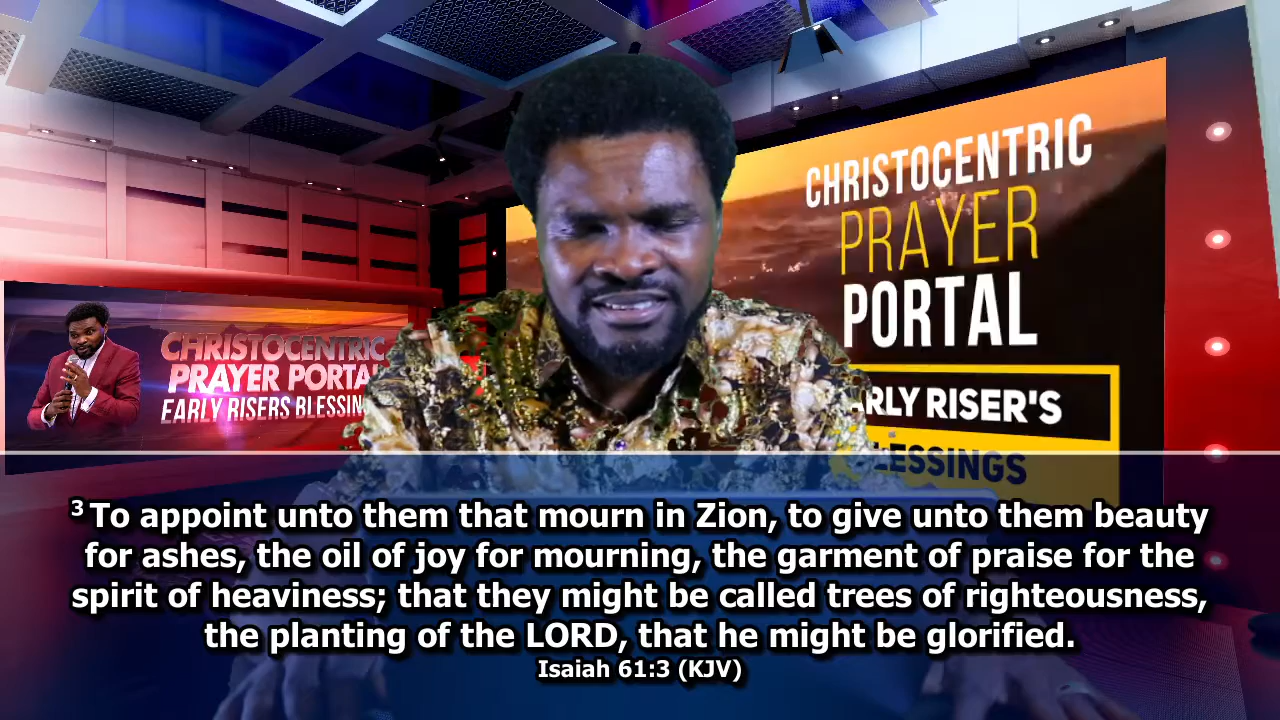 CHRISTOCENTRIC
PRAYER
PORTAL
RLY RISER'S
LESSINGS
CHRISTOCENTRIC
PRAYER PORTA
EARLY RISERS BLESSIN
3 To appoint unto them that mourn in Zion, to give unto them beauty
for ashes, the oil of joy for mourning, the garment of praise for the
spirit of heaviness; that they might be called trees of righteousness,
the planting of the LORD, that he might be glorified.
Isaiah 61:3 (KJV)